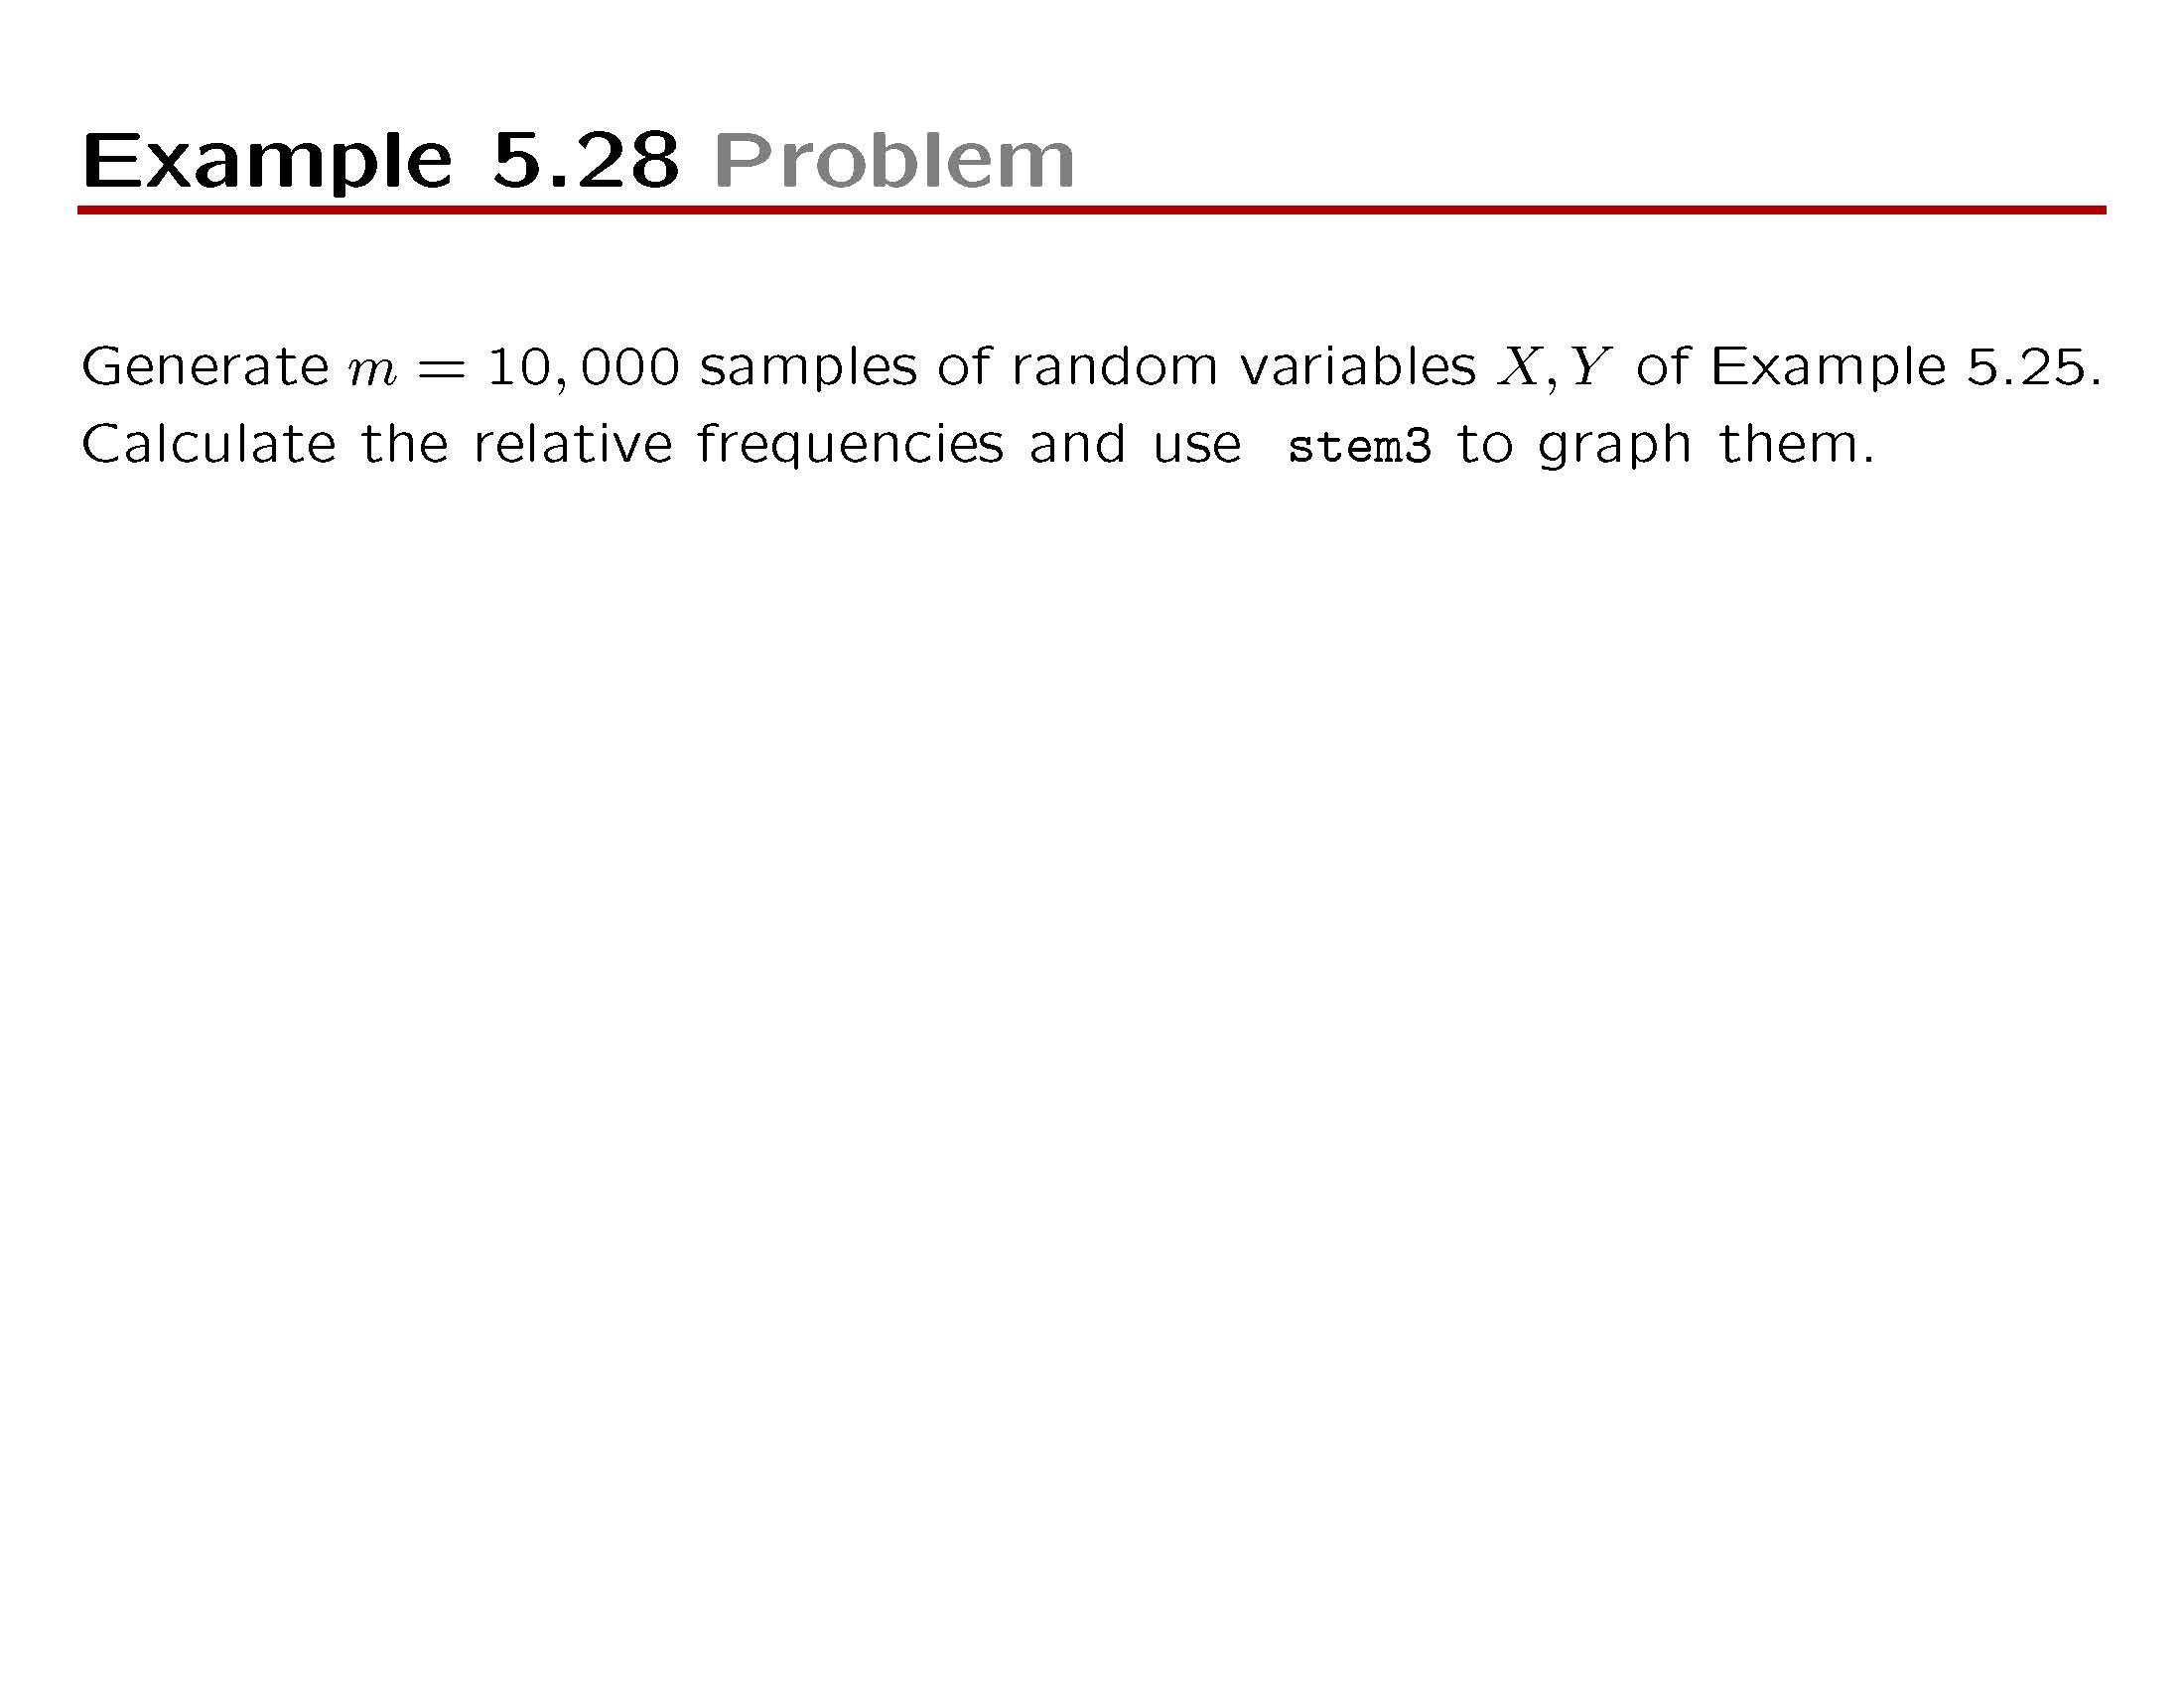 Example 5.28 Problem
Generate m = 10,000 samples of random variables X, Y of Example 5.25.
Calculate the relative frequencies and use stem3 to graph them.